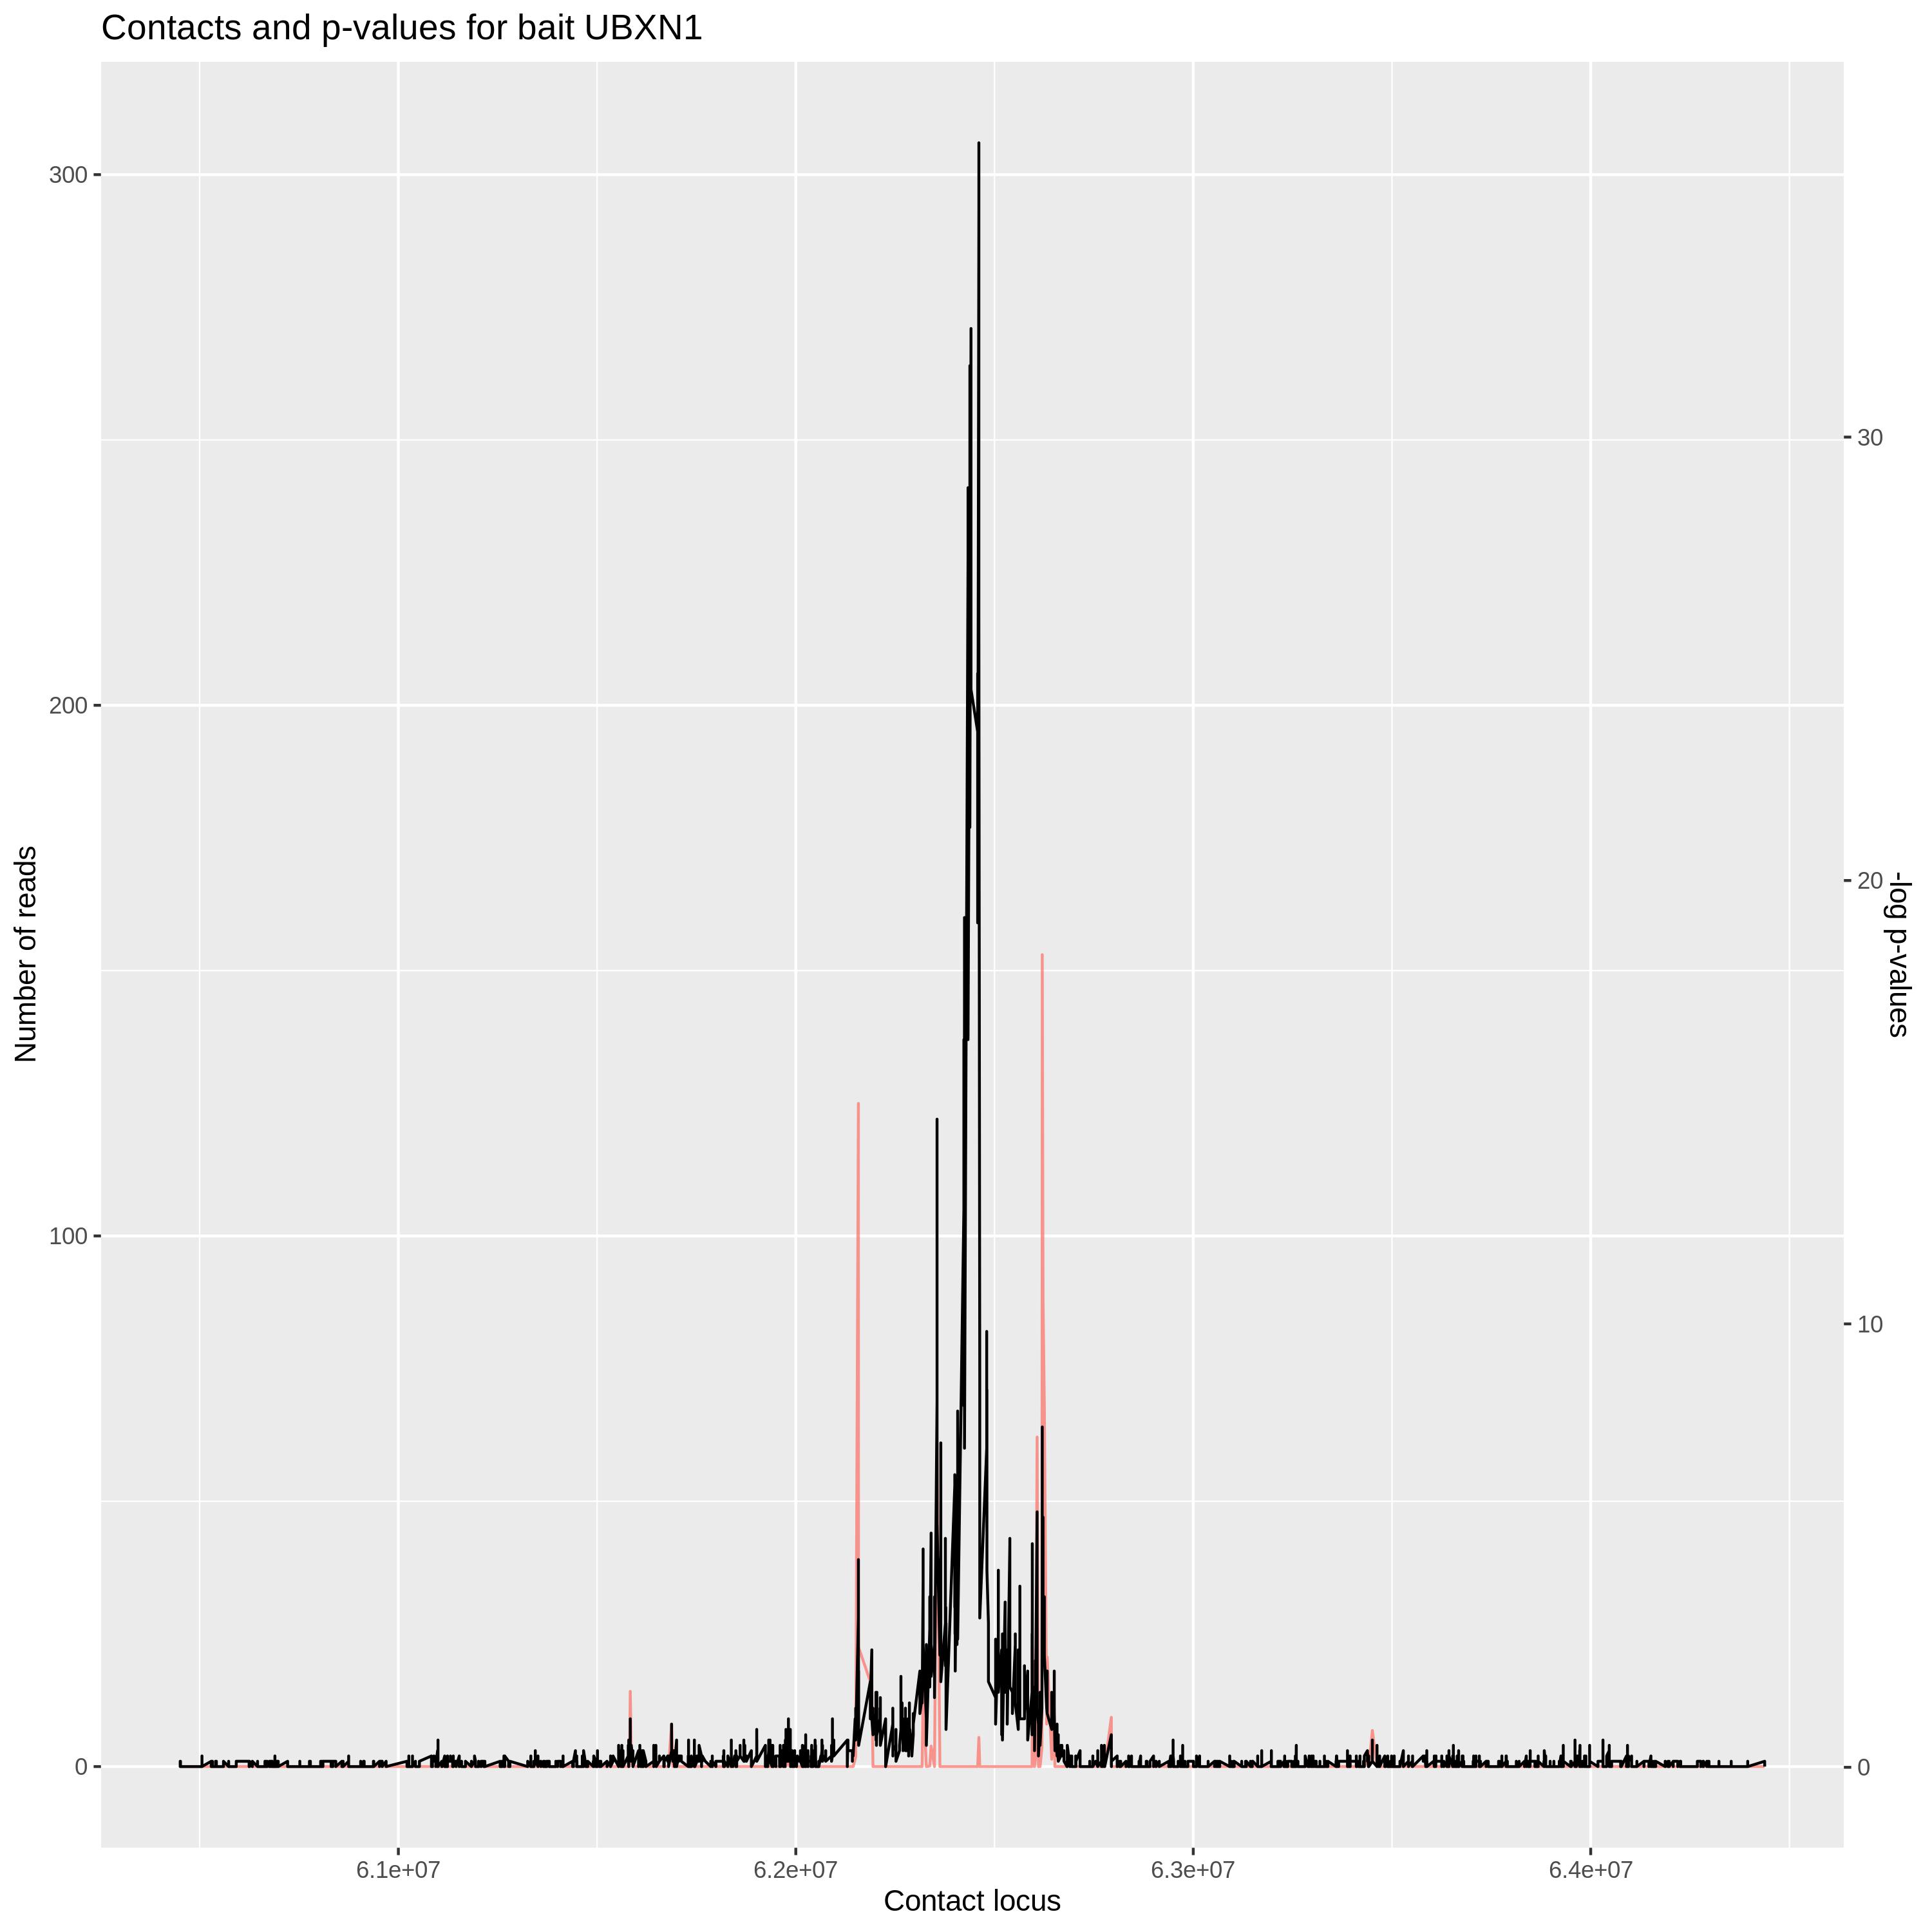 Contacts and p-values for bait UBXN1
300
200
100
0
Number of reads
30
20
10
0
-log p-values
6.1e+07
6.2e+07
6.3e+07
6.4e+07
Contact locus